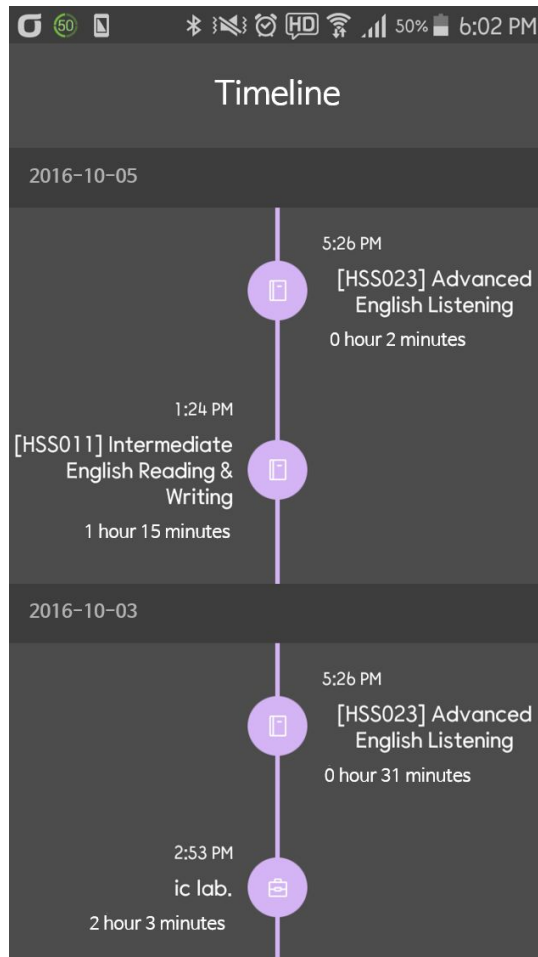 50 HD 50% 6:02 PM
Timeline
2016-10-05
5:26 PM
[HSS023] Advanced
English Listening
0 hour 2 minutes
1:24 PM
[HSS011] Intermediate
English Reading &
Writing
1 hour 15 minutes
2016-10-03
5:26 PM
[HSS023] Advanced
English Listening
0 hour 31 minutes
2:53 PM
ic lab.
2 hour 3 minutes